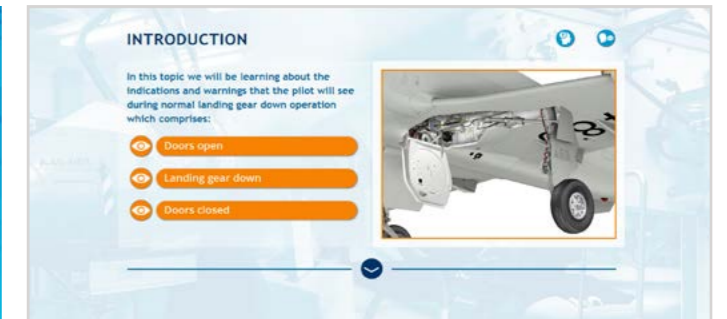 INTRODUCTION
In this topic we will be learning about the
indications and warnings that the pilot will see
during normal landing gear down operation
which comprises:
Doors open
Landing gear down
Doors closed